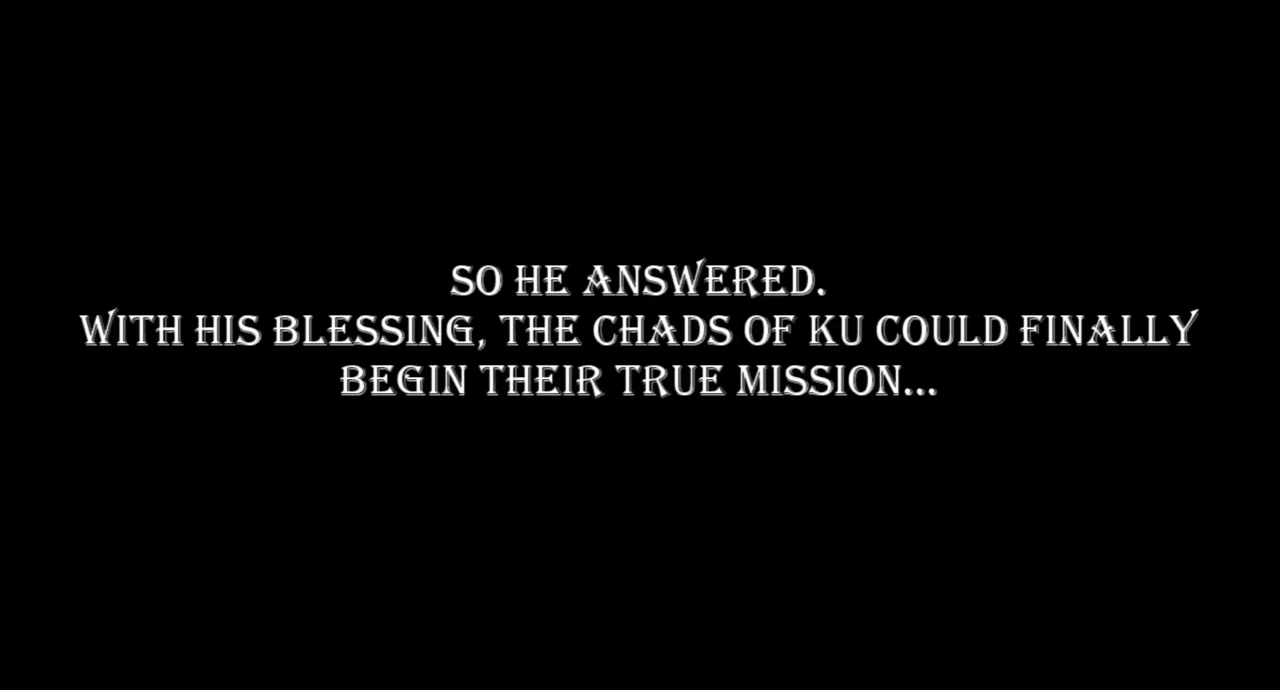 SO HE ANSWERED.
WITH HIS BLESSING, THE CHADS OF KU COULD FINALLY
BEGIN THEIR TRUE MISSION...